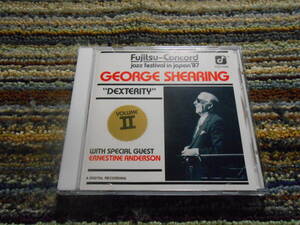 Fujitsu-Concord
jazz festival in japan '87
GEORGE SHEARING
"DEXTERITY"
VOLUME
II
WITH SPECIAL GUEST
ERNESTINE ANDERSON
A DIGITAL RECORDING